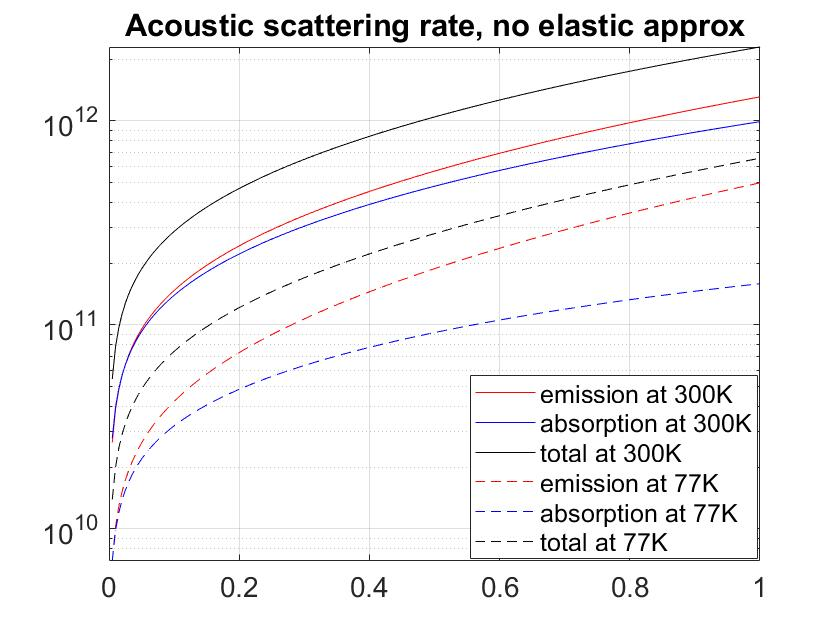 Acoustic scattering rate, no elastic approx
10^12
10^11
10^10
emission at 300K
absorption at 300K
total at 300K
emission at 77K
absorption at 77K
total at 77K
0 0.2 0.4 0.6 0.8 1